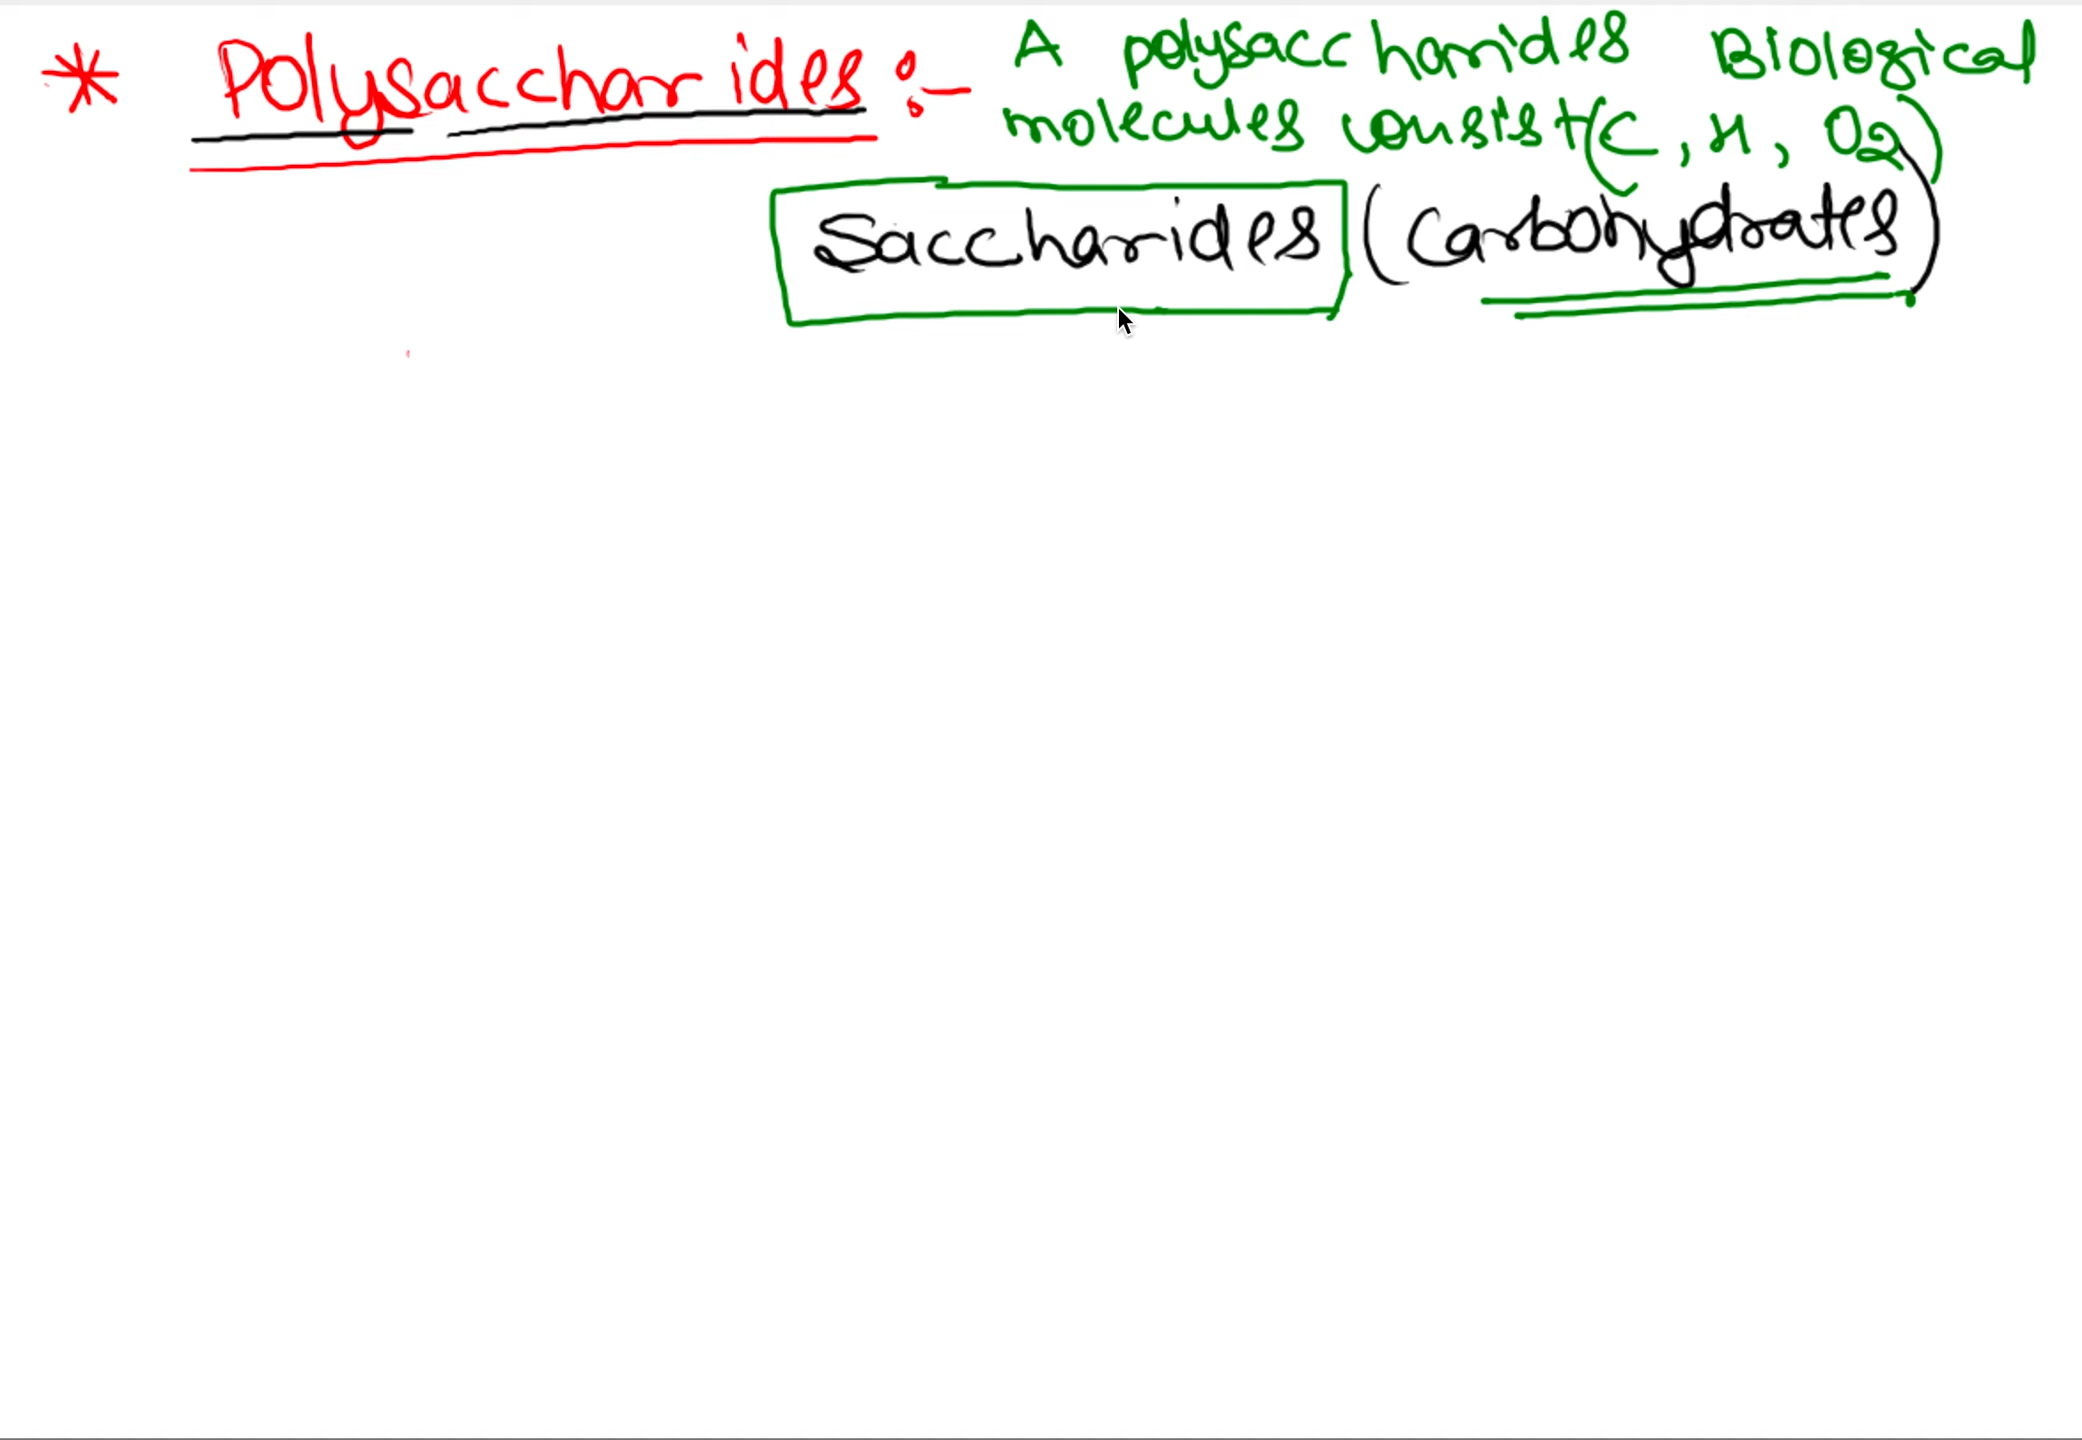 * Polysaccharides :-
A polysaccharides Biological
molecules consist (C, H, O2)
Saccharides (Carbohydrates)